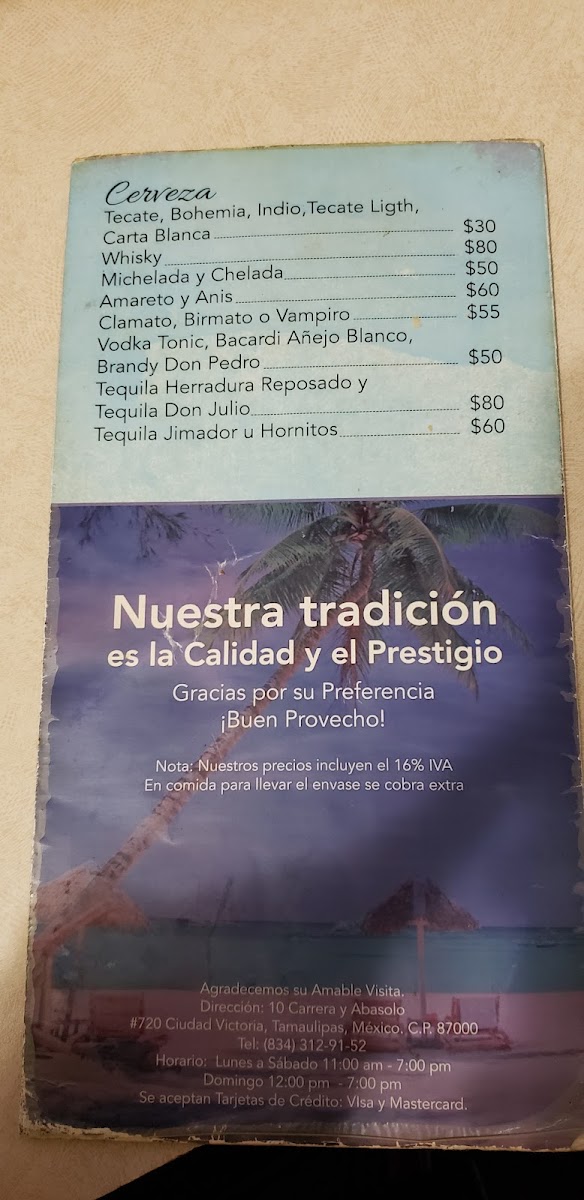 Cerveza
Tecate, Bohemia, Indio,Tecate Ligth,
Carta Blanca $30
Whisky $80
Michelada y Chelada $50
Amareto y Anis $60
Clamato, Birmato o Vampiro $55
Vodka Tonic, Bacardi Añejo Blanco,
Brandy Don Pedro $50
Tequila Herradura Reposado y
Tequila Don Julio $80
Tequila Jimador u Hornitos $60
Nuestra tradición
es la Calidad y el Prestigio
Gracias por su Preferencia
¡Buen Provecho!
Nota: Nuestros precios incluyen el 16% IVA
En comida para llevar el envase se cobra extra
Agradecemos su Amable Visita.
Dirección: 10 Carrera y Abasolo
#720 Ciudad Victoria, Tamaulipas, México. C.P. 87000
Tel: (834) 312-91-52
Horario: Lunes a Sábado 11:00 am - 7:00 pm
Domingo 12:00 pm - 7:00 pm
Se aceptan Tarjetas de Crédito: VIsa y Mastercard.